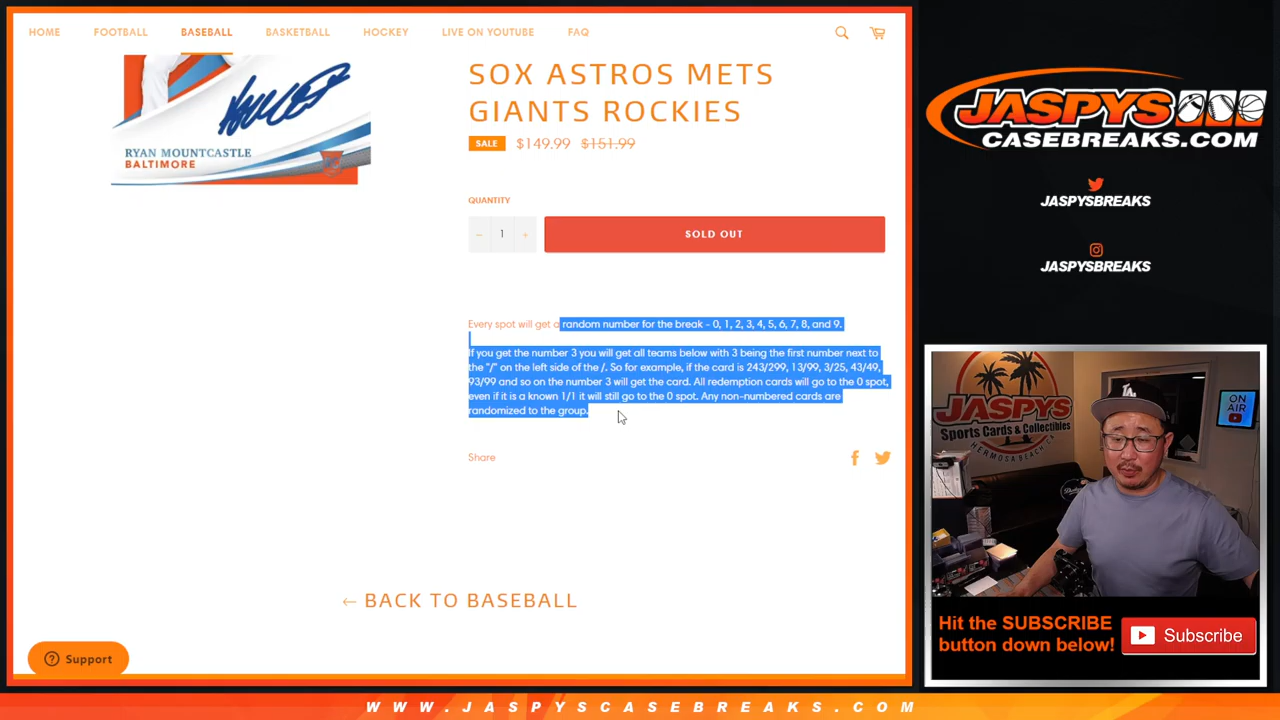 HOME FOOTBALL BASEBALL BASKETBALL HOCKEY LIVE ON YOUTUBE FAQ
RYAN MOUNTCASTLE
BALTIMORE
SOX ASTROS METS
GIANTS ROCKIES
SALE $149.99 $151.99
QUANTITY
− 1 +
SOLD OUT
Every spot will get a random number for the break - 0, 1, 2, 3, 4, 5, 6, 7, 8, and 9.
If you get the number 3 you will get all teams below with 3 being the first number next to
the "/" on the left side of the /. So for example, if the card is 243/299, 13/99, 3/25, 43/49,
93/99 and so on the number 3 will get the card. All redemption cards will go to the 0 spot,
even if it is a known 1/1 it will still go to the 0 spot. Any non-numbered cards are
randomized to the group.
Share
← BACK TO BASEBALL
? Support
JASPYS
CASEBREAKS.COM
JASPYSBREAKS
JASPYSBREAKS
JASPYS
Sports Cards & Collectibles
HERMOSA BEACH, CA
LA
ON
AIR
Dodgers
Hit the SUBSCRIBE
button down below!
Subscribe
WWW.JASPYSCASEBREAKS.COM